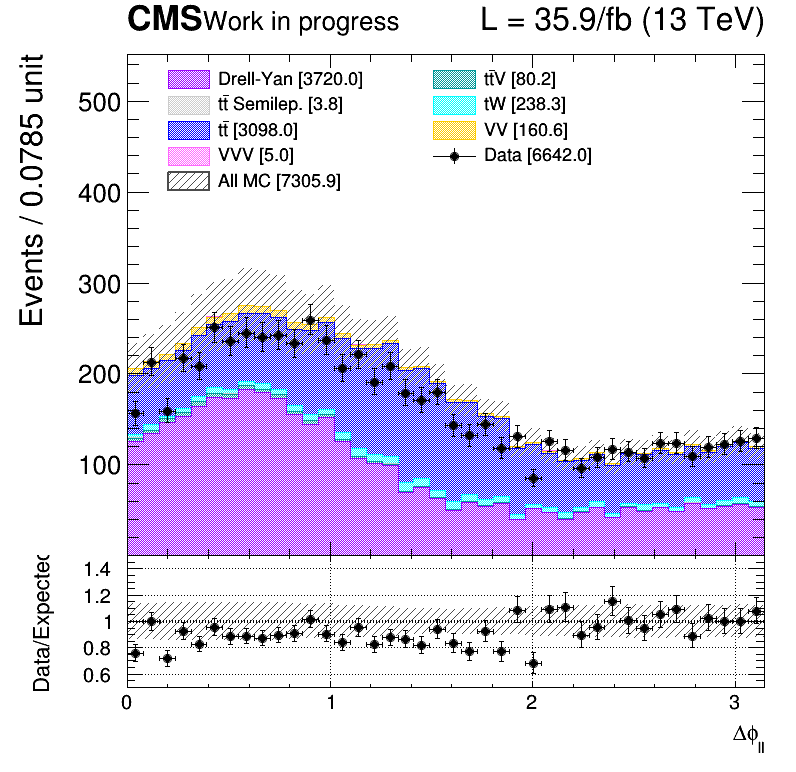 CMS Work in progress L = 35.9/fb (13 TeV)
Events / 0.0785 unit
Drell-Yan [3720.0]
tt̄ Semilep. [3.8]
tt̄ [3098.0]
VVV [5.0]
All MC [7305.9]
tt̄V [80.2]
tW [238.3]
VV [160.6]
Data [6642.0]
500
400
300
200
100
Data/Expected
1.4
1.2
1
0.8
0.6
0 1 2 3
Δϕ_ll